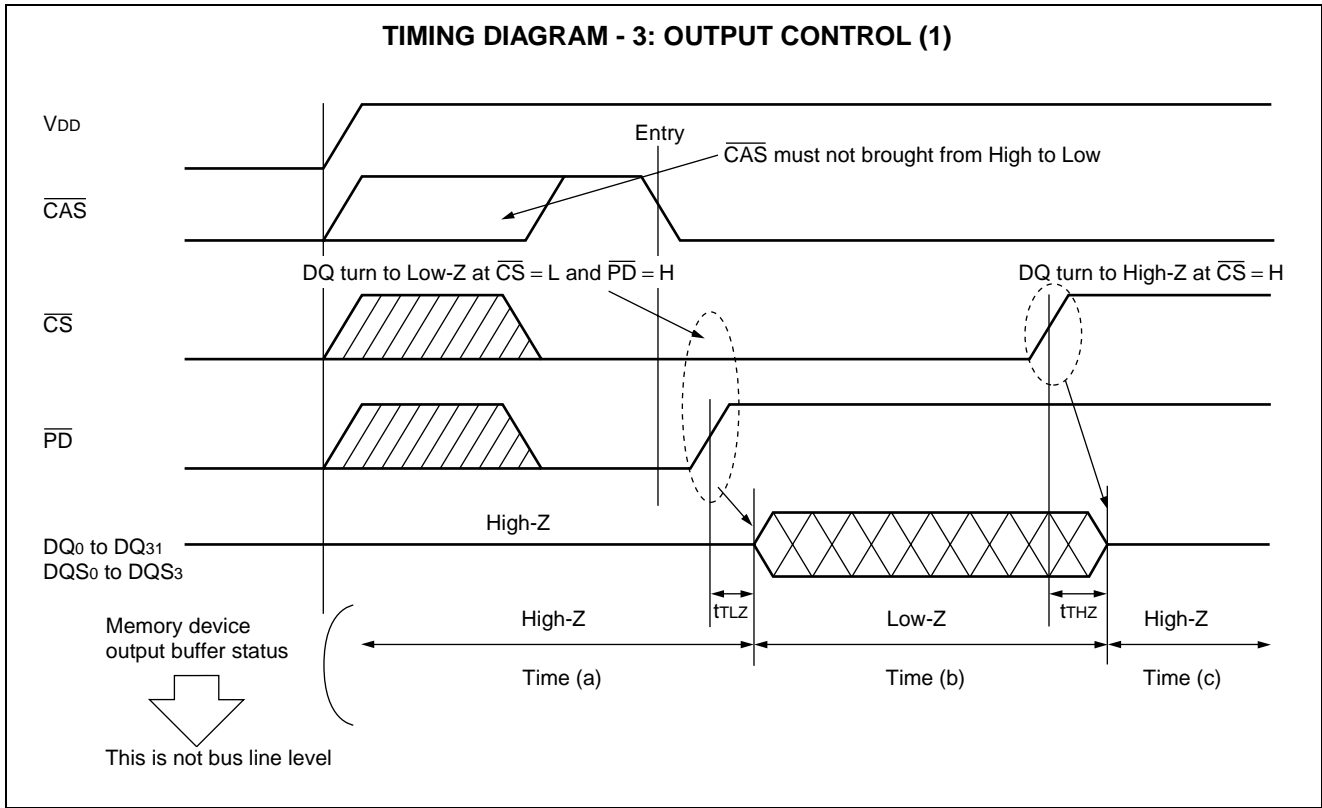 TIMING DIAGRAM - 3: OUTPUT CONTROL (1)
VDD
Entry
CAS must not brought from High to Low
CAS
DQ turn to Low-Z at CS = L and PD = H
DQ turn to High-Z at CS = H
CS
PD
High-Z
DQ0 to DQ31
DQS0 to DQS3
tTLZ
tTHZ
Memory device
output buffer status
High-Z
Low-Z
High-Z
Time (a)
Time (b)
Time (c)
This is not bus line level